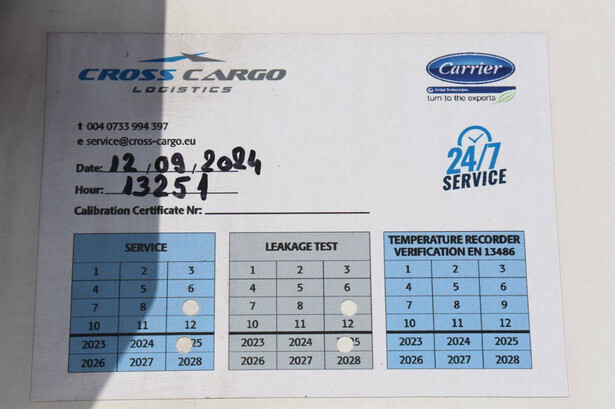 CROSS CARGO
LOGISTICS
Carrier
United Technologies
turn to the experts
t 004 0733 994 397
e service@cross-cargo.eu
Date: 12/09/2024
Hour: 13251
Calibration Certificate Nr:
24/7
SERVICE
SERVICE
1 2 3
4 5 6
7 8
10 11 12
2023 2024 25
2026 2027 2028
LEAKAGE TEST
1 2 3
4 5 6
7 8
10 11 12
2023 2024 5
2026 2027 2028
TEMPERATURE RECORDER
VERIFICATION EN 13486
1 2 3
4 5 6
7 8 9
10 11 12
2023 2024 2025
2026 2027 2028